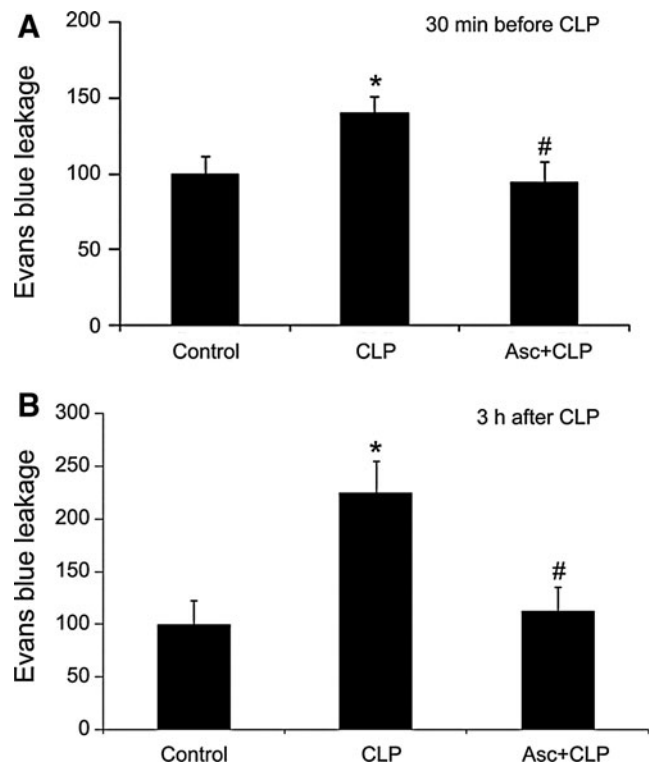 A
30 min before CLP
200
150
100
50
0
Evans blue leakage
*
#
Control
CLP
Asc+CLP
B
3 h after CLP
300
250
200
150
100
50
0
Evans blue leakage
*
#
Control
CLP
Asc+CLP